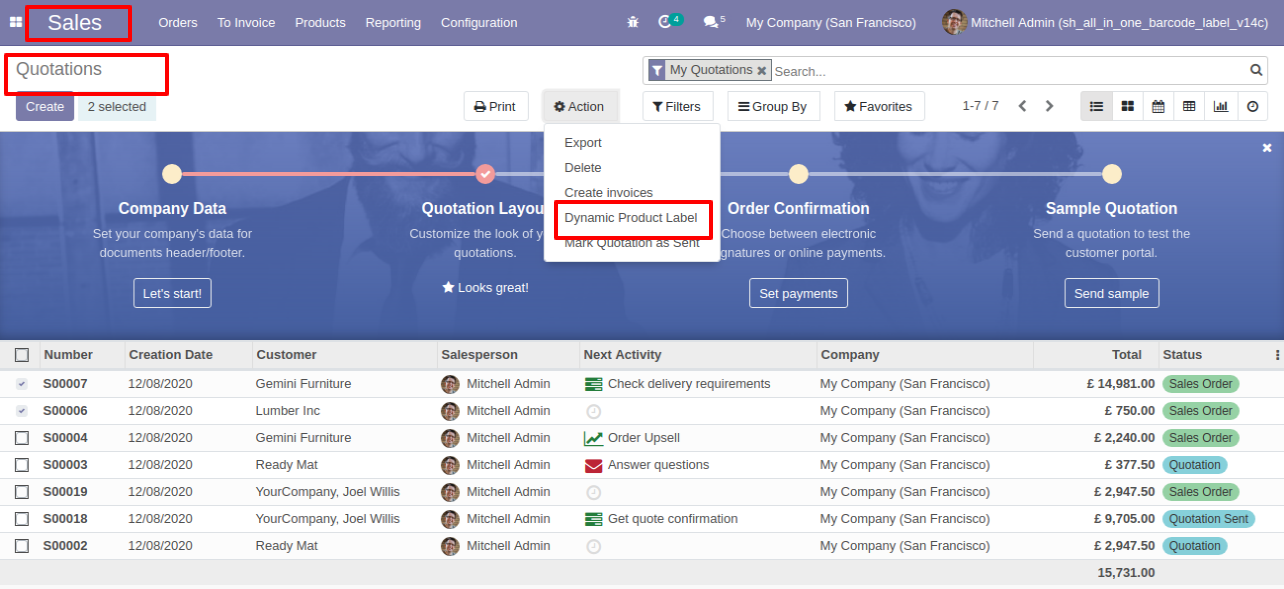 Sales Orders To Invoice Products Reporting Configuration 4 5 My Company (San Francisco) Mitchell Admin (sh_all_in_one_barcode_label_v14c)
Quotations
My Quotations Search...
Create 2 selected Print Action Filters Group By Favorites 1-7 / 7
Export
Delete
Create invoices
Dynamic Product Label
Mark Quotation as Sent
Company Data
Set your company's data for
documents header/footer.
Let's start!
Quotation Layou
Customize the look of y
quotations.
Looks great!
Order Confirmation
Choose between electronic
gnatures or online payments.
Set payments
Sample Quotation
Send a quotation to test the
customer portal.
Send sample
Number Creation Date Customer Salesperson Next Activity Company Total Status
S00007 12/08/2020 Gemini Furniture Mitchell Admin Check delivery requirements My Company (San Francisco) £ 14,981.00 Sales Order
S00006 12/08/2020 Lumber Inc Mitchell Admin My Company (San Francisco) £ 750.00 Sales Order
S00004 12/08/2020 Gemini Furniture Mitchell Admin Order Upsell My Company (San Francisco) £ 2,240.00 Sales Order
S00003 12/08/2020 Ready Mat Mitchell Admin Answer questions My Company (San Francisco) £ 377.50 Quotation
S00019 12/08/2020 YourCompany, Joel Willis Mitchell Admin My Company (San Francisco) £ 2,947.50 Sales Order
S00018 12/08/2020 YourCompany, Joel Willis Mitchell Admin Get quote confirmation My Company (San Francisco) £ 9,705.00 Quotation Sent
S00002 12/08/2020 Ready Mat Mitchell Admin My Company (San Francisco) £ 2,947.50 Quotation
15,731.00